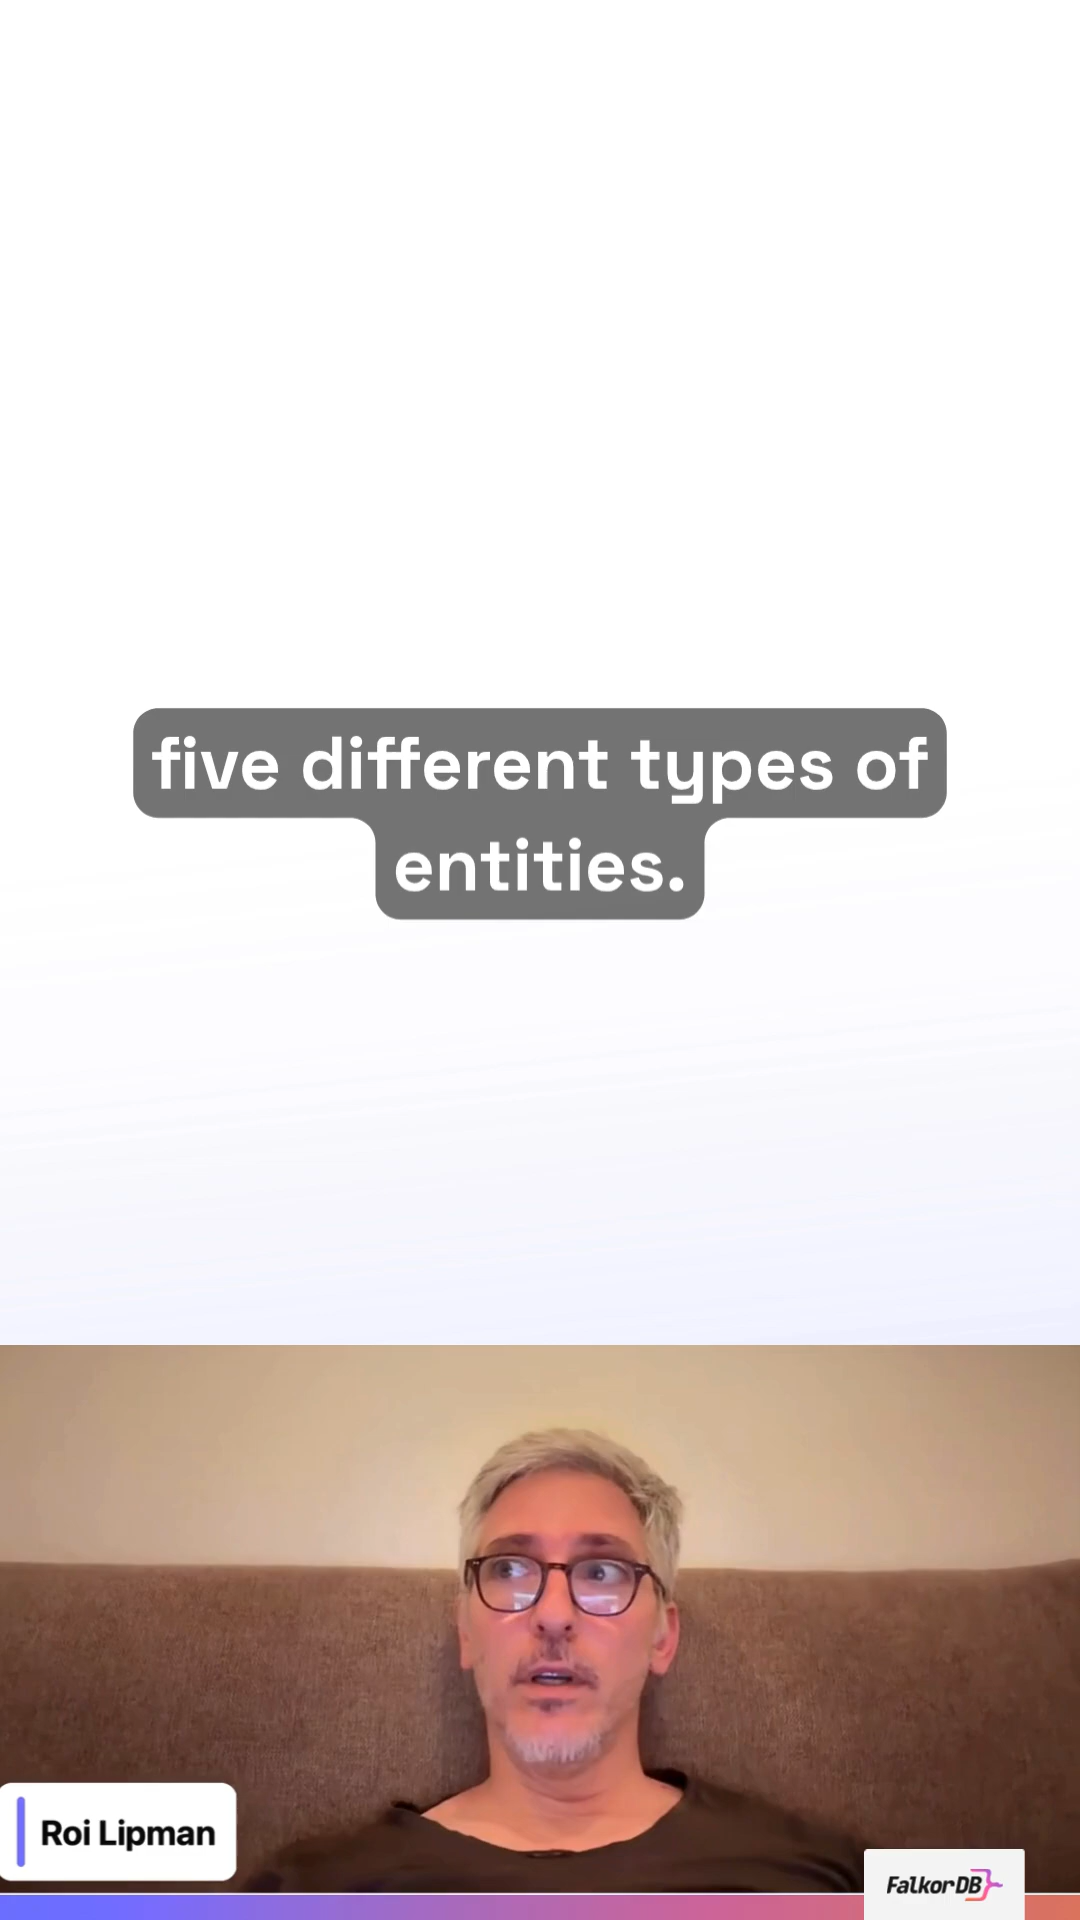 five different types of
entities.
Roi Lipman
FalkorDB